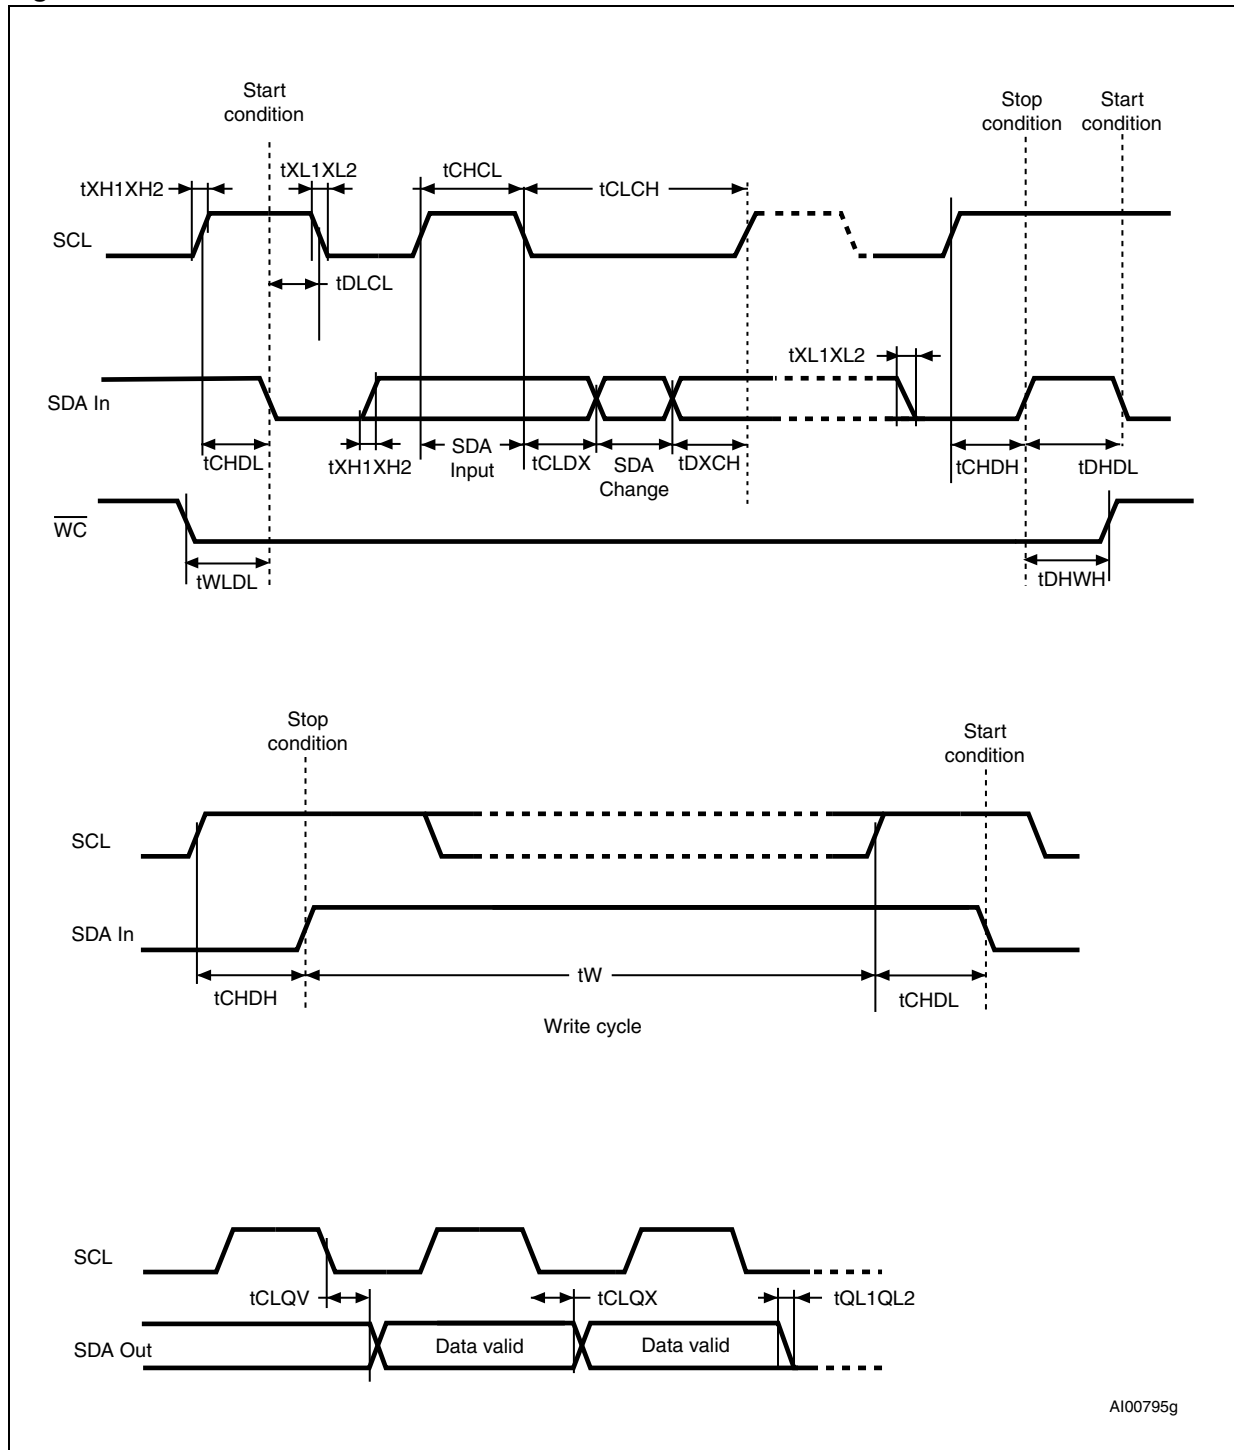 Start
condition
Stop
condition
Start
condition
tXH1XH2
tXL1XL2
tCHCL
tCLCH
SCL
tDLCL
tXL1XL2
SDA In
tCHDL
tXH1XH2
SDA
Input
tCLDX
SDA
Change
tDXCH
tCHDH
tDHDL
WC
tWLDL
tDHWH
Stop
condition
Start
condition
SCL
SDA In
tCHDH
tW
tCHDL
Write cycle
SCL
tCLQV
tCLQX
tQL1QL2
SDA Out
Data valid
Data valid
AI00795g